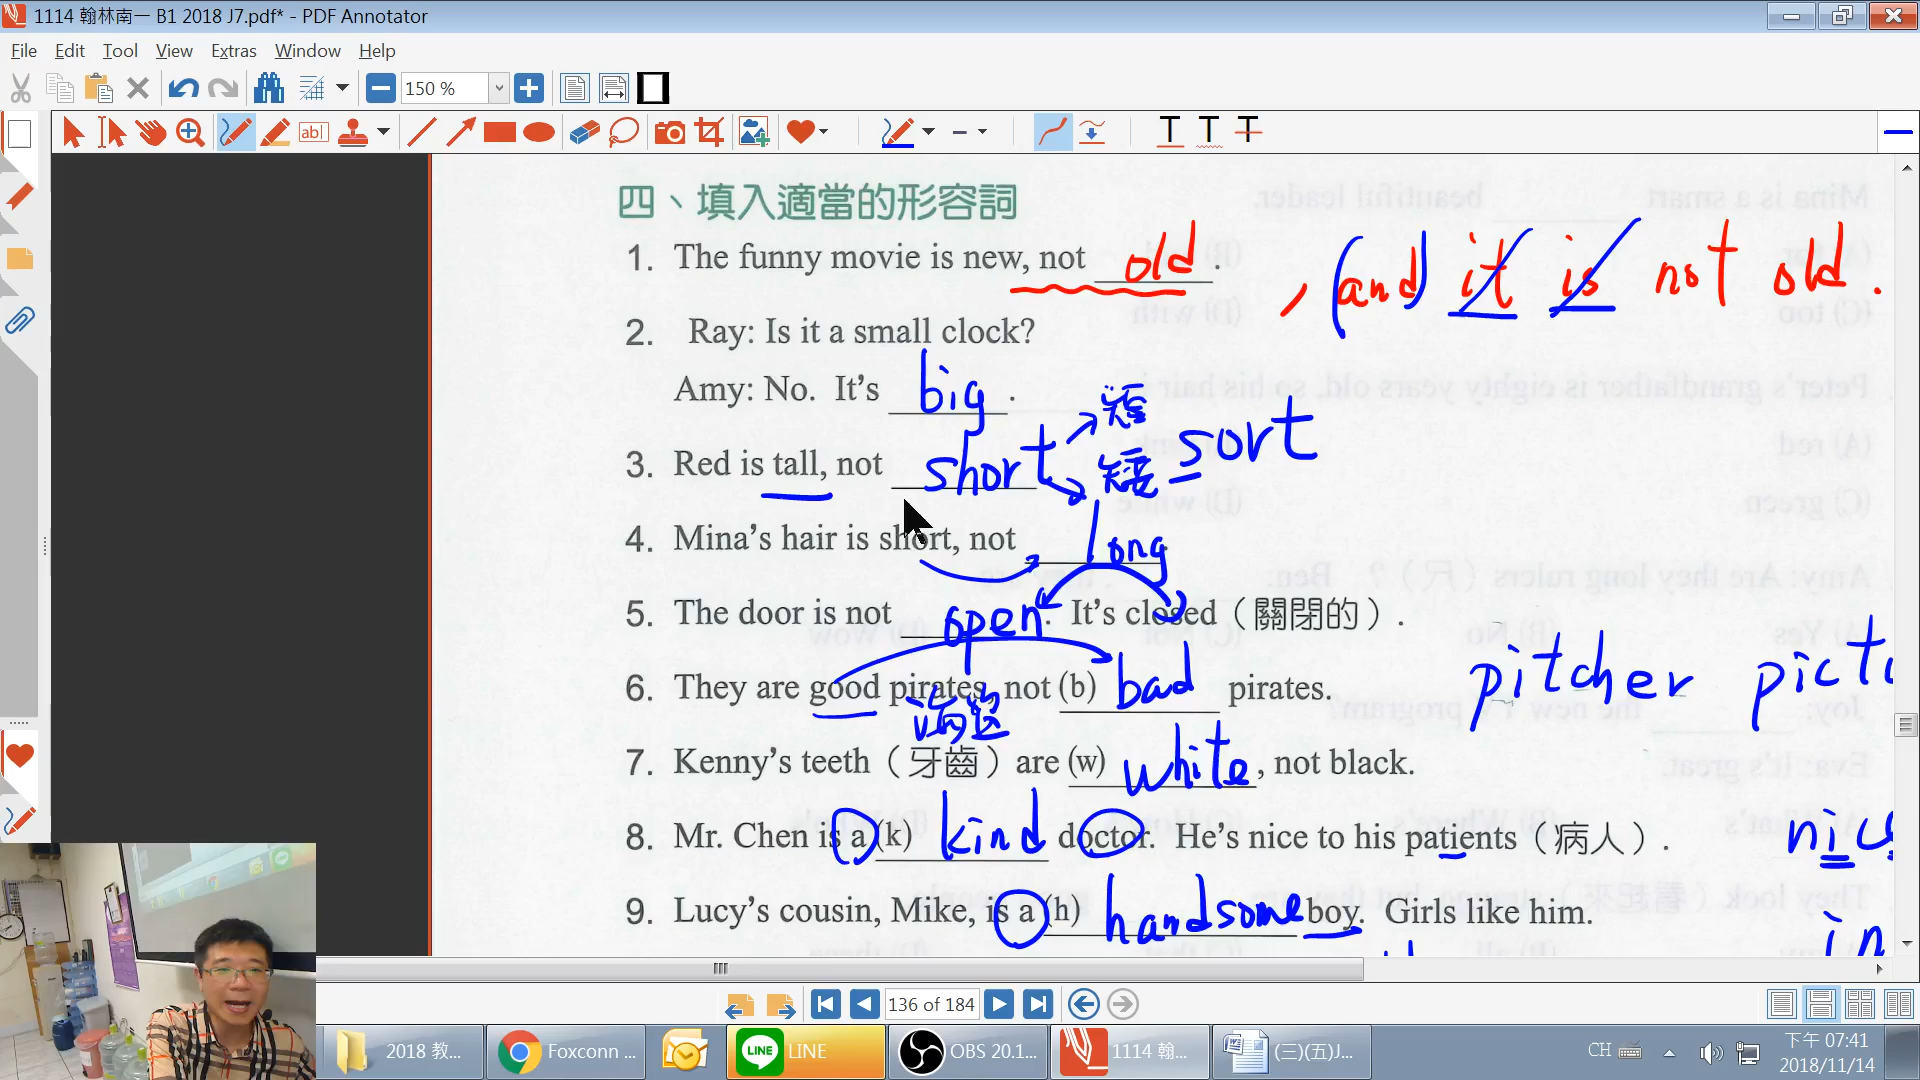 1114 翰林南一 B1 2018 J7.pdf* - PDF Annotator
File Edit Tool View Extras Window Help
150 %
四、填入適當的形容詞
1. The funny movie is new, not old . , (and) it is not old.
2. Ray: Is it a small clock?
Amy: No. It's big .
3. Red is tall, not short 矮 短 sort
4. Mina's hair is short, not long
5. The door is not open . It's closed（關閉的）.
6. They are good pirates, not (b) bad pirates. pitcher
海盜
7. Kenny's teeth（牙齒）are (w) white , not black.
8. Mr. Chen is a (k) kind doctor. He's nice to his patients（病人）.
9. Lucy's cousin, Mike, is a (h) handsome boy. Girls like him.
136 of 184
2018 教...
Foxconn ...
LINE
OBS 20.1...
1114 翰...
(三)(五)J...
CH
下午 07:41
2018/11/14